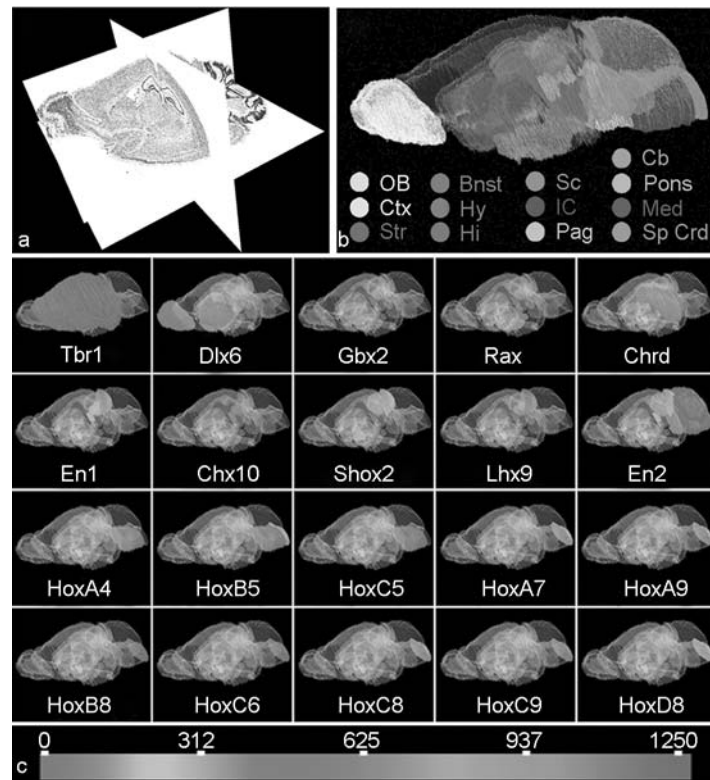 a
b
OB Bnst Sc Cb
Ctx Hy IC Pons
Str Hi Pag Med
Sp Crd
Tbr1 Dlx6 Gbx2 Rax Chrd
En1 Chx10 Shox2 Lhx9 En2
HoxA4 HoxB5 HoxC5 HoxA7 HoxA9
HoxB8 HoxC6 HoxC8 HoxC9 HoxD8
0 312 625 937 1250
c